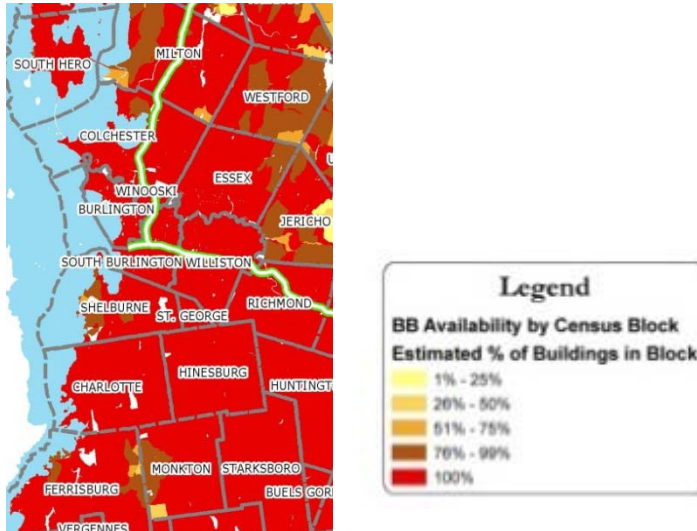 MILTON
SOUTH HERO
WESTFORD
COLCHESTER
ESSEX
WINOOSKI
BURLINGTON
JERICHO
SOUTH BURLINGTON
WILLISTON
RICHMOND
SHELBURNE
ST. GEORGE
HINESBURG
CHARLOTTE
HUNTINGT
MONKTON
STARKSBORO
FERRISBURG
BUELS GOR
VERGENNES
Legend
BB Availability by Census Block
Estimated % of Buildings in Block
1% - 25%
26% - 50%
51% - 75%
76% - 99%
100%